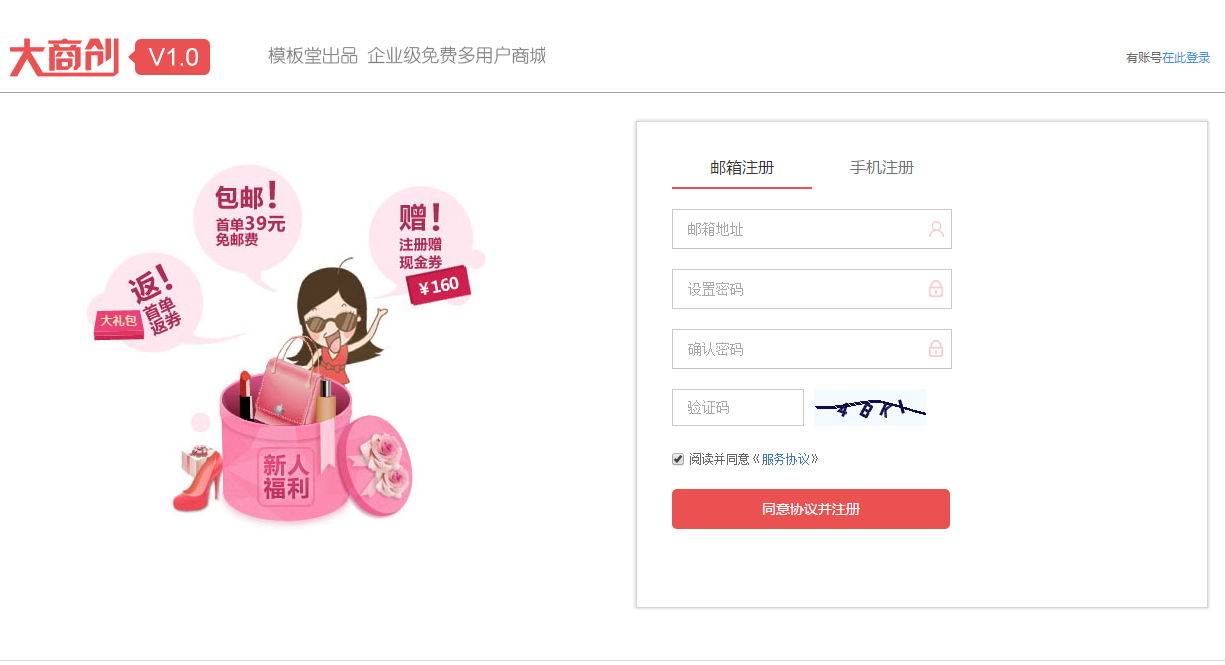 大商创 V1.0 模板堂出品 企业级免费多用户商城
有账号在此登录
包邮!
首单39元
免邮费
赠!
注册赠
现金券
¥160
返!
首单
返券
大礼包
新人
福利
邮箱注册 手机注册
邮箱地址
设置密码
确认密码
验证码
阅读并同意《服务协议》
同意协议并注册